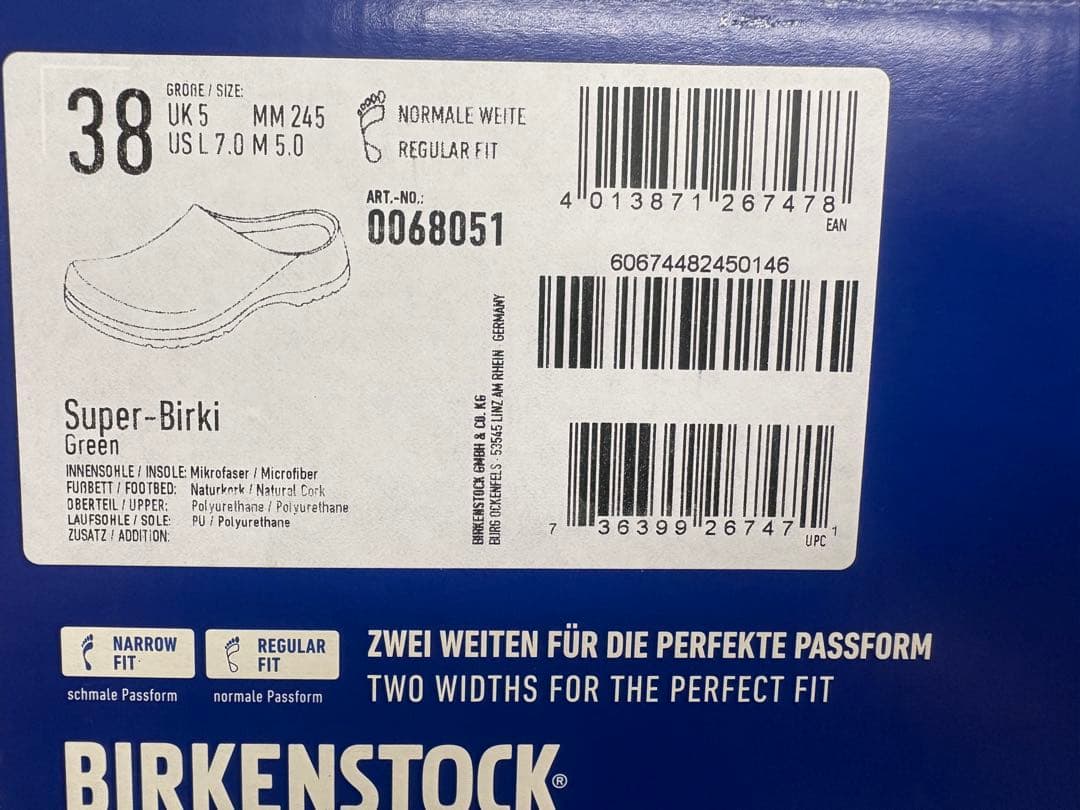 38
GRÖßE / SIZE:
UK 5 MM 245
US L 7.0 M 5.0
NORMALE WEITE
REGULAR FIT
ART.-NO.:
0068051
4 013871 267478
EAN
60674482450146
7 36399 26747 1
UPC
Super-Birki
Green
INNENSOHLE / INSOLE: Mikrofaser / Microfiber
FUßBETT / FOOTBED: Naturkork / Natural Cork
OBERTEIL / UPPER: Polyurethane / Polyurethane
LAUFSOHLE / SOLE: PU / Polyurethane
ZUSATZ / ADDITION:
BIRKENSTOCK GMBH & CO. KG
BURG OCKENFELS · 53545 LINZ AM RHEIN · GERMANY
NARROW
FIT
schmale Passform
REGULAR
FIT
normale Passform
ZWEI WEITEN FÜR DIE PERFEKTE PASSFORM
TWO WIDTHS FOR THE PERFECT FIT
BIRKENSTOCK®